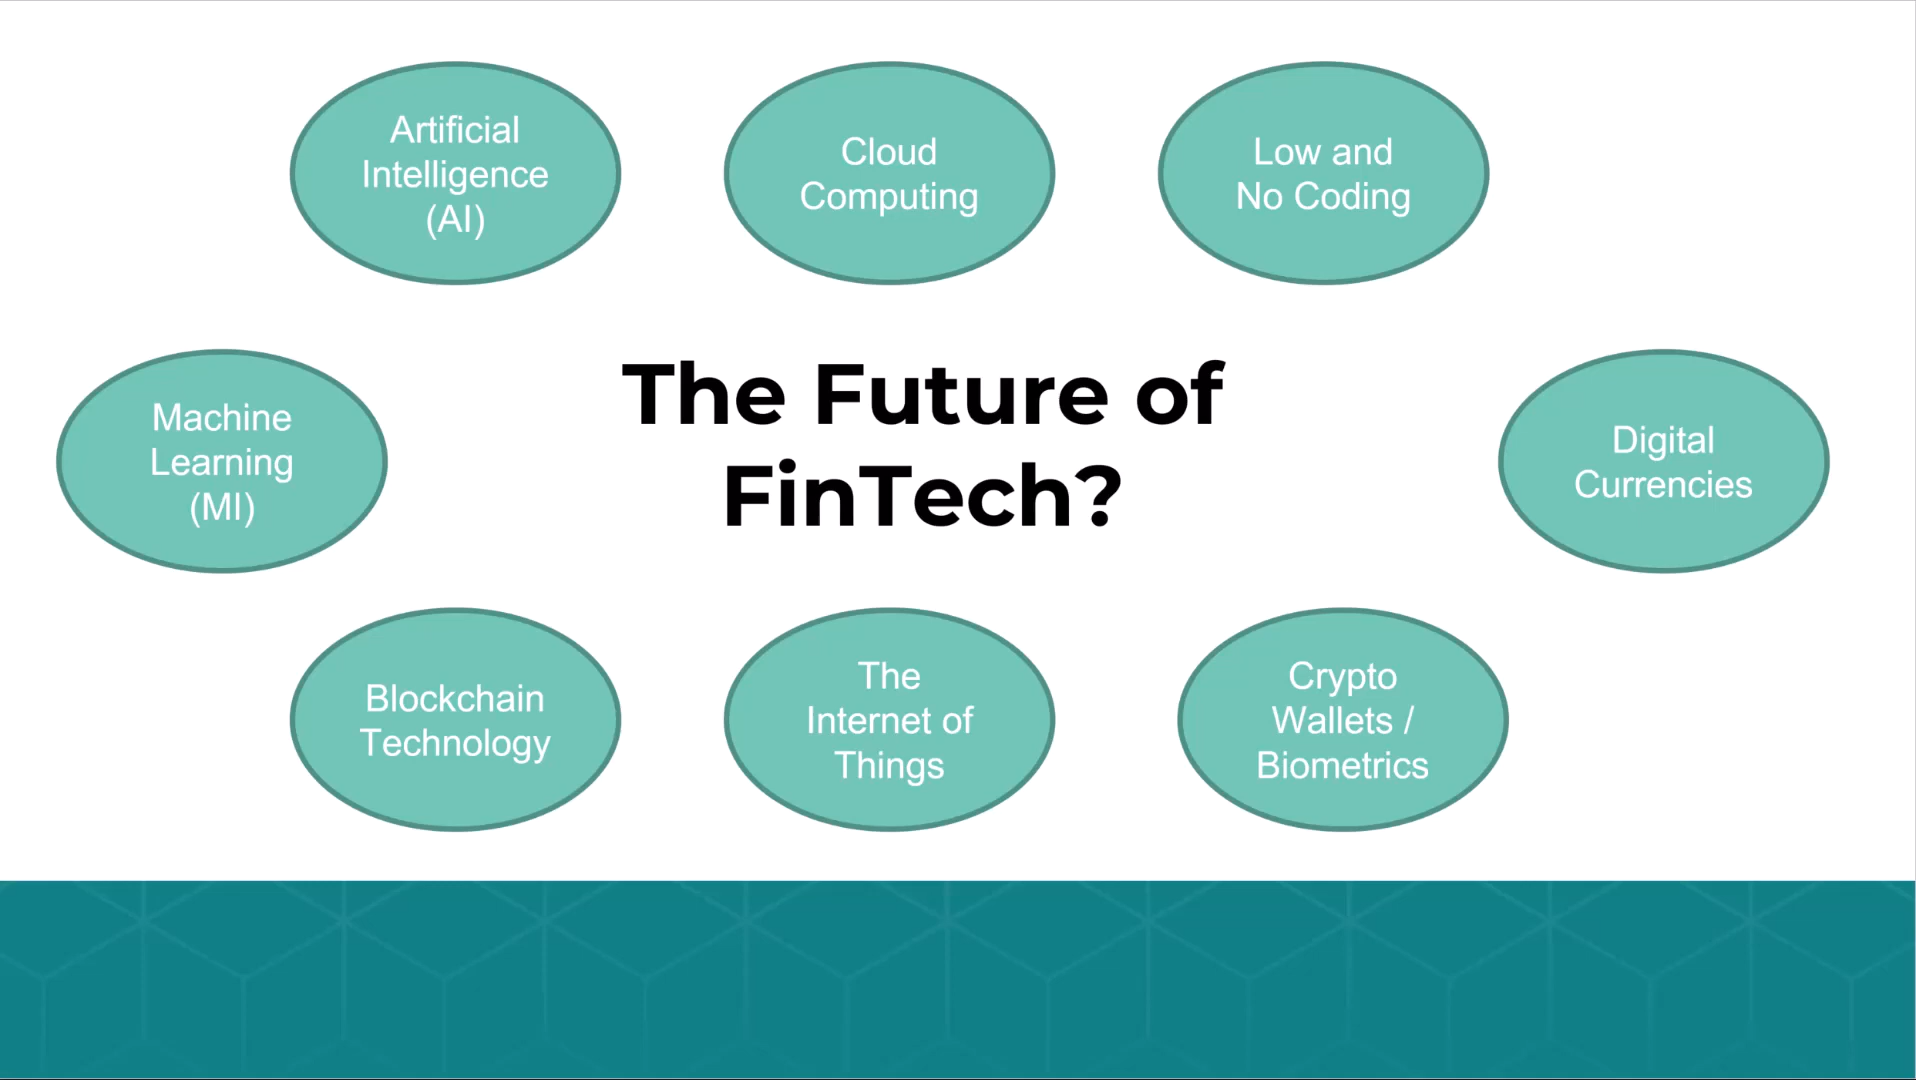 Artificial
Intelligence
(AI)
Cloud
Computing
Low and
No Coding
The Future of
FinTech?
Machine
Learning
(MI)
Digital
Currencies
Blockchain
Technology
The
Internet of
Things
Crypto
Wallets /
Biometrics